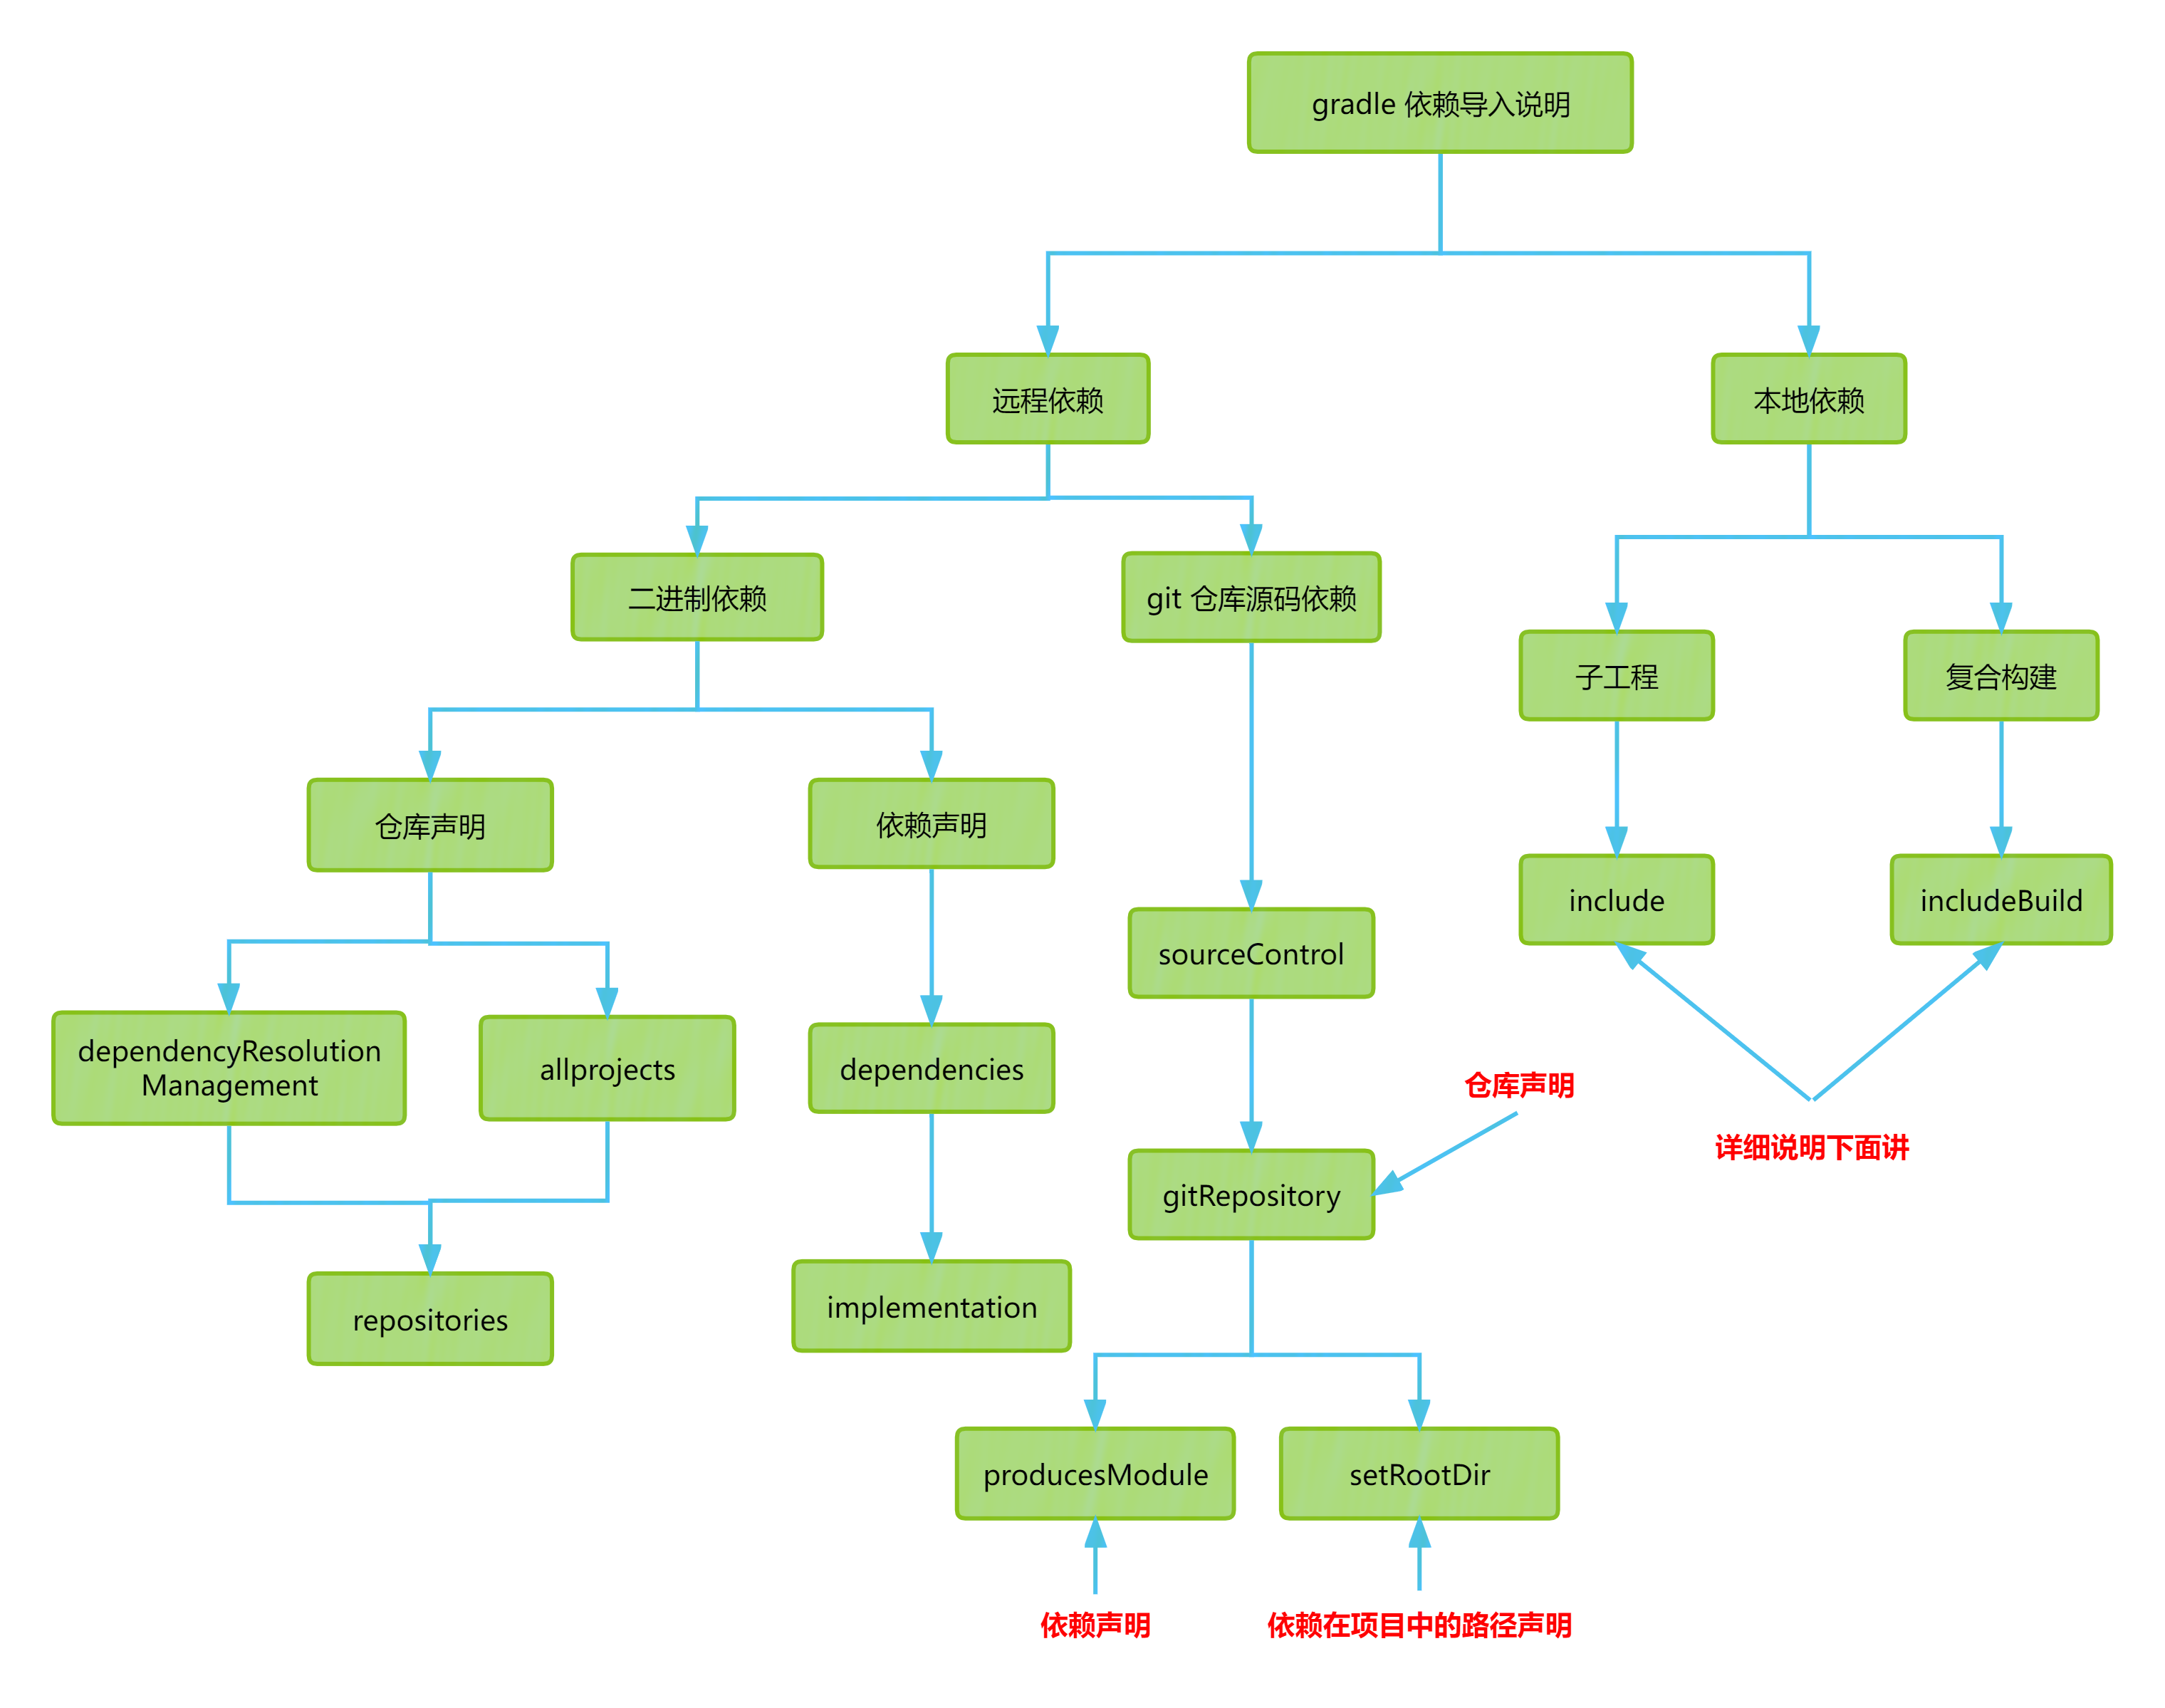 gradle 依赖导入说明
远程依赖
本地依赖
二进制依赖
git 仓库源码依赖
子工程
复合构建
仓库声明
依赖声明
include
includeBuild
sourceControl
dependencyResolution
Management
allprojects
dependencies
仓库声明
详细说明下面讲
gitRepository
repositories
implementation
producesModule
setRootDir
依赖声明
依赖在项目中的路径声明